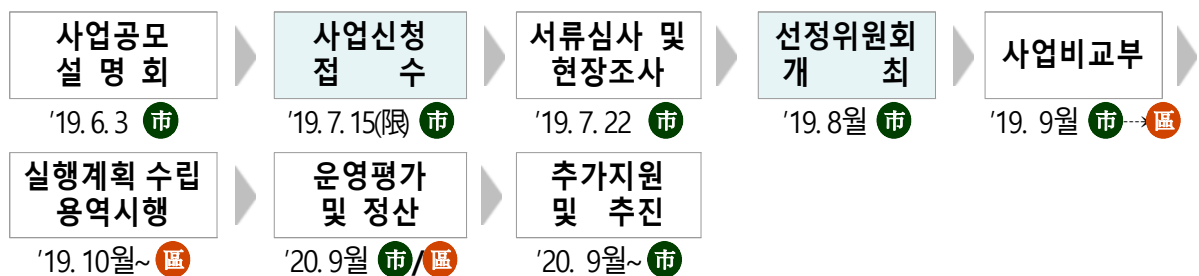 사업공모
설 명 회
사업신청
접 수
서류심사 및
현장조사
선정위원회
개 최
사업비교부
'19. 6. 3 市
'19. 7. 15(限) 市
'19. 7. 22 市
'19. 8월 市
'19. 9월 市 區
실행계획 수립
용역시행
운영평가
및 정산
추가지원
및 추진
'19. 10월~ 區
'20. 9월 市/區
'20. 9월~ 市